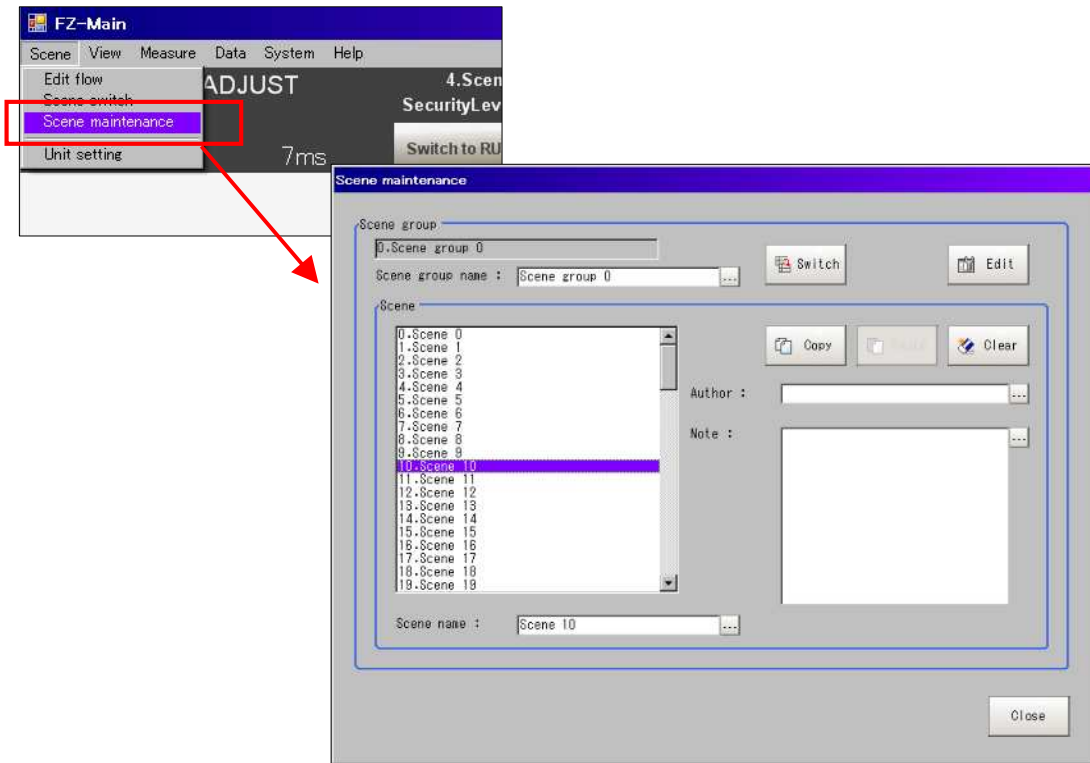 FZ-Main
Scene View Measure Data System Help
Edit flow
Scene switch
Scene maintenance
Unit setting
ADJUST
7ms
4.Scen
SecurityLev
Switch to RU
Scene maintenance
Scene group
0.Scene group 0
Scene group name : Scene group 0 ...
Switch
Edit
Scene
0.Scene 0
1.Scene 1
2.Scene 2
3.Scene 3
4.Scene 4
5.Scene 5
6.Scene 6
7.Scene 7
8.Scene 8
9.Scene 9
10.Scene 10
11.Scene 11
12.Scene 12
13.Scene 13
14.Scene 14
15.Scene 15
16.Scene 16
17.Scene 17
18.Scene 18
19.Scene 19
Copy
Clear
Author : ...
Note : ...
Scene name : Scene 10 ...
Close